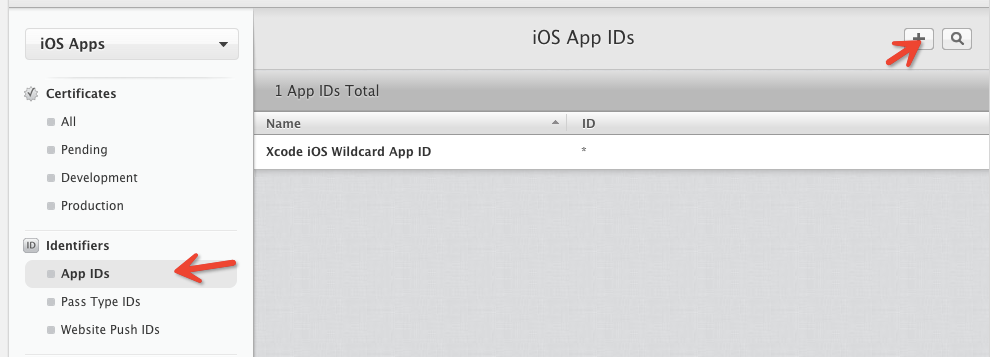 iOS Apps
Certificates
All
Pending
Development
Production
ID Identifiers
App IDs
Pass Type IDs
Website Push IDs
iOS App IDs
1 App IDs Total
Name ID
Xcode iOS Wildcard App ID *